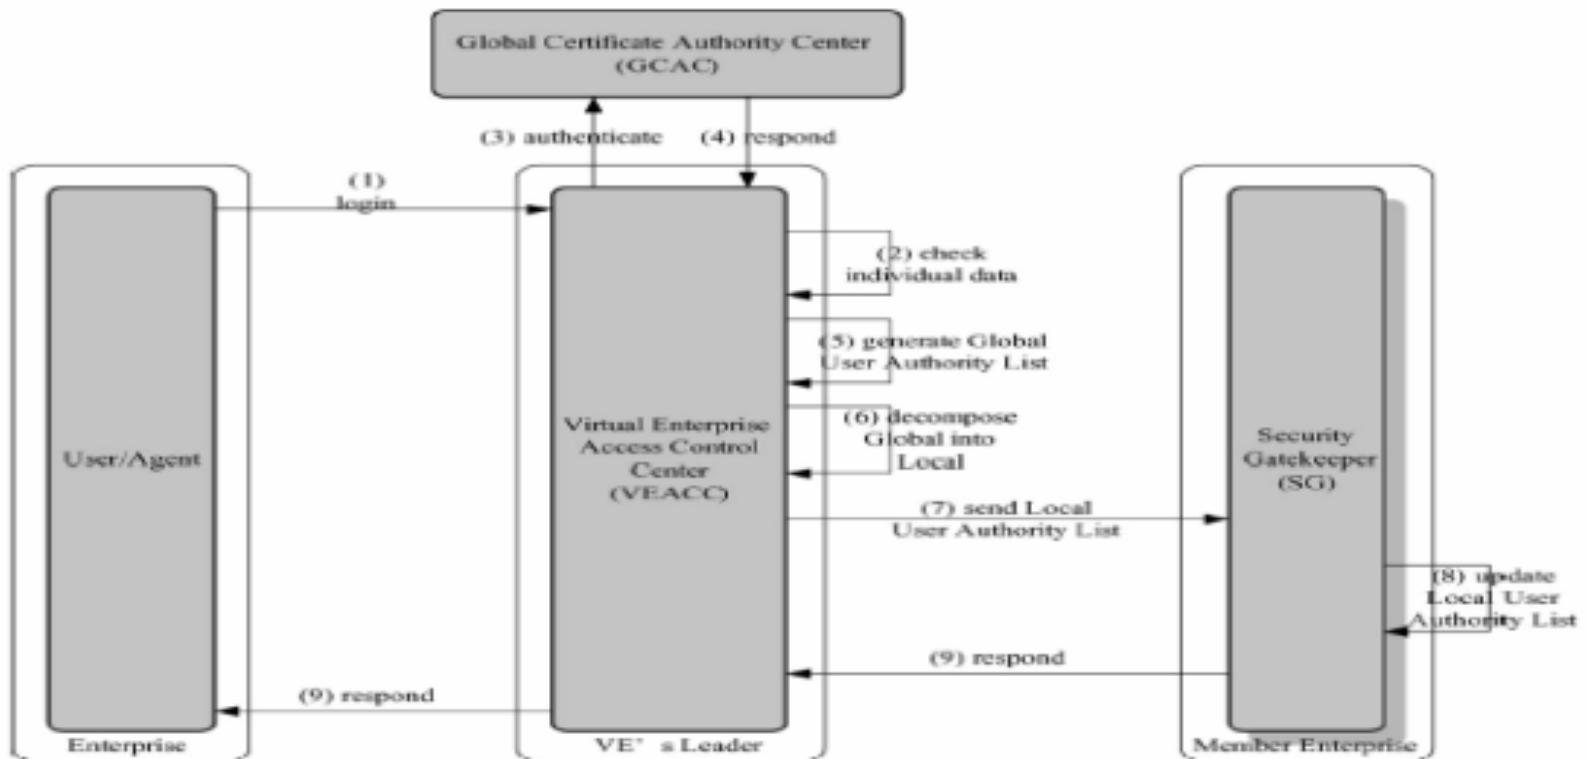 Global Certificate Authority Center
(GCAC)
(3) authenticate
(4) respond
(1)
login
(2) check
individual data
(5) generate Global
User Authority List
(6) decompose
Global into
Local
User/Agent
Virtual Enterprise
Access Control
Center
(VEACC)
Security
Gatekeeper
(SG)
(7) send Local
User Authority List
(8) update
Local User
Authority List
(9) respond
(9) respond
Enterprise
VE’ s Leader
Member Enterprise